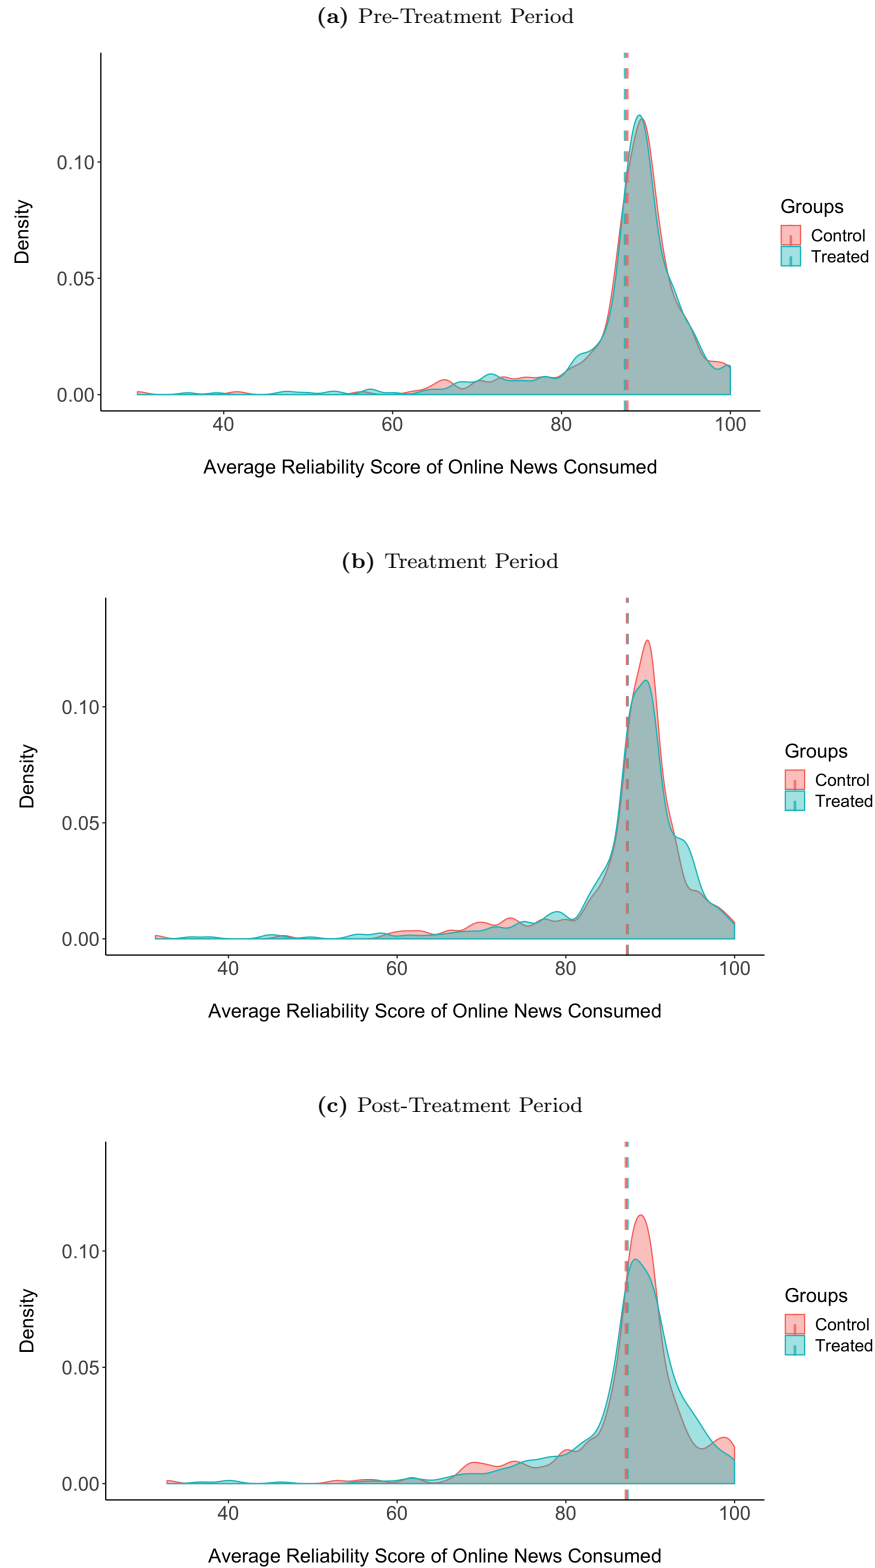 (a) Pre-Treatment Period
0.10
0.05
0.00
Density
40 60 80 100
Average Reliability Score of Online News Consumed
Groups
Control
Treated
(b) Treatment Period
0.10
0.05
0.00
Density
40 60 80 100
Average Reliability Score of Online News Consumed
Groups
Control
Treated
(c) Post-Treatment Period
0.10
0.05
0.00
Density
40 60 80 100
Average Reliability Score of Online News Consumed
Groups
Control
Treated